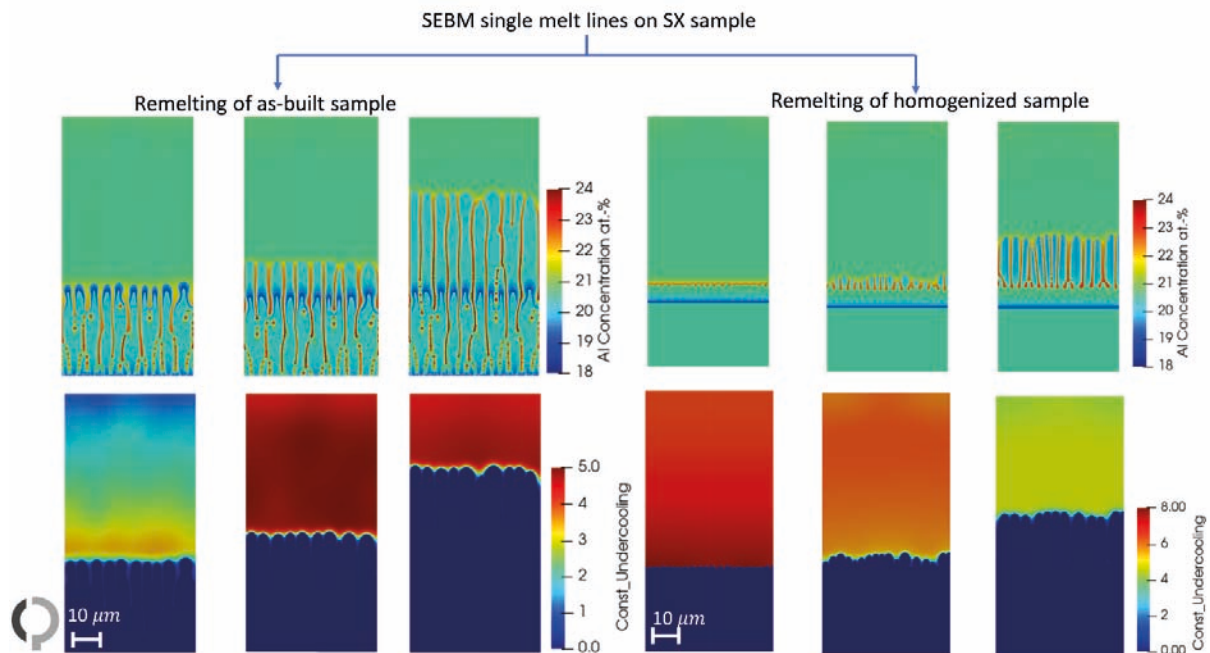 SEBM single melt lines on SX sample
Remelting of as-built sample
Remelting of homogenized sample
24
23
22
21
20
19
18
Al Concentration at.-%
24
23
22
21
20
19
18
Al Concentration at.-%
5.0
4
3
2
1
0.0
Const_Undercooling
8.00
6
4
2
0.00
Const_Undercooling
10 μm
10 μm